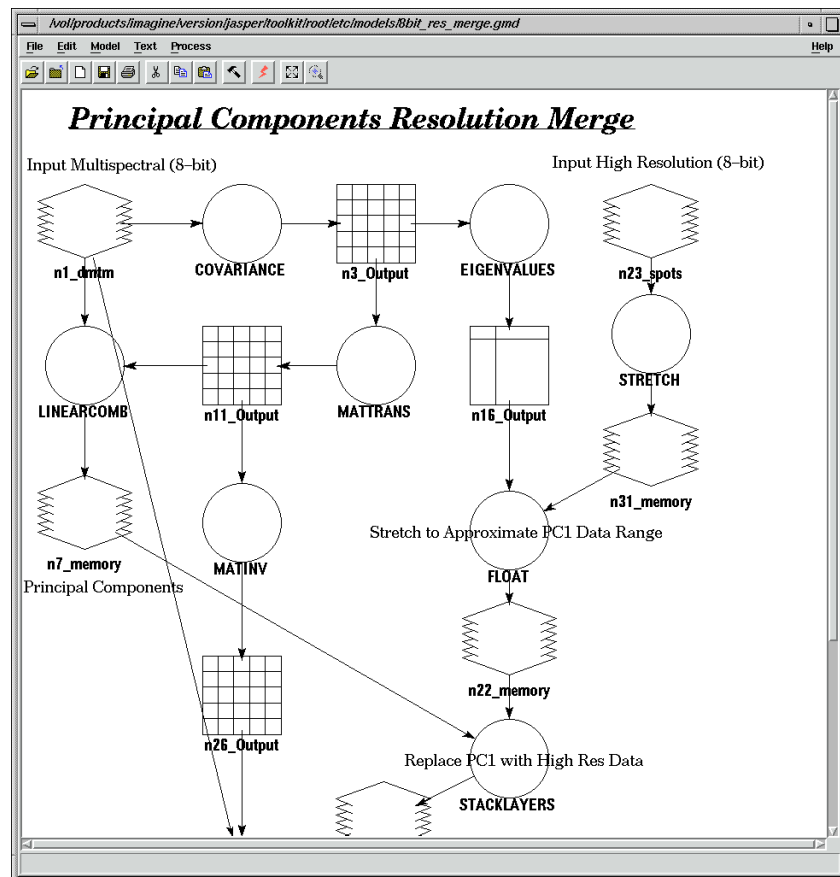 /vol/products/imagine/version/jasper/toolkit/root/etc/models/8bit_res_merge.gmd
File Edit Model Text Process Help
Principal Components Resolution Merge
Input Multispectral (8-bit)
Input High Resolution (8-bit)
n1_dmtm
COVARIANCE
n3_Output
EIGENVALUES
n23_spots
LINEARCOMB
n11_Output
MATTRANS
n16_Output
STRETCH
n31_memory
Stretch to Approximate PC1 Data Range
n7_memory
MATINV
FLOAT
Principal Components
n22_memory
n26_Output
Replace PC1 with High Res Data
STACKLAYERS